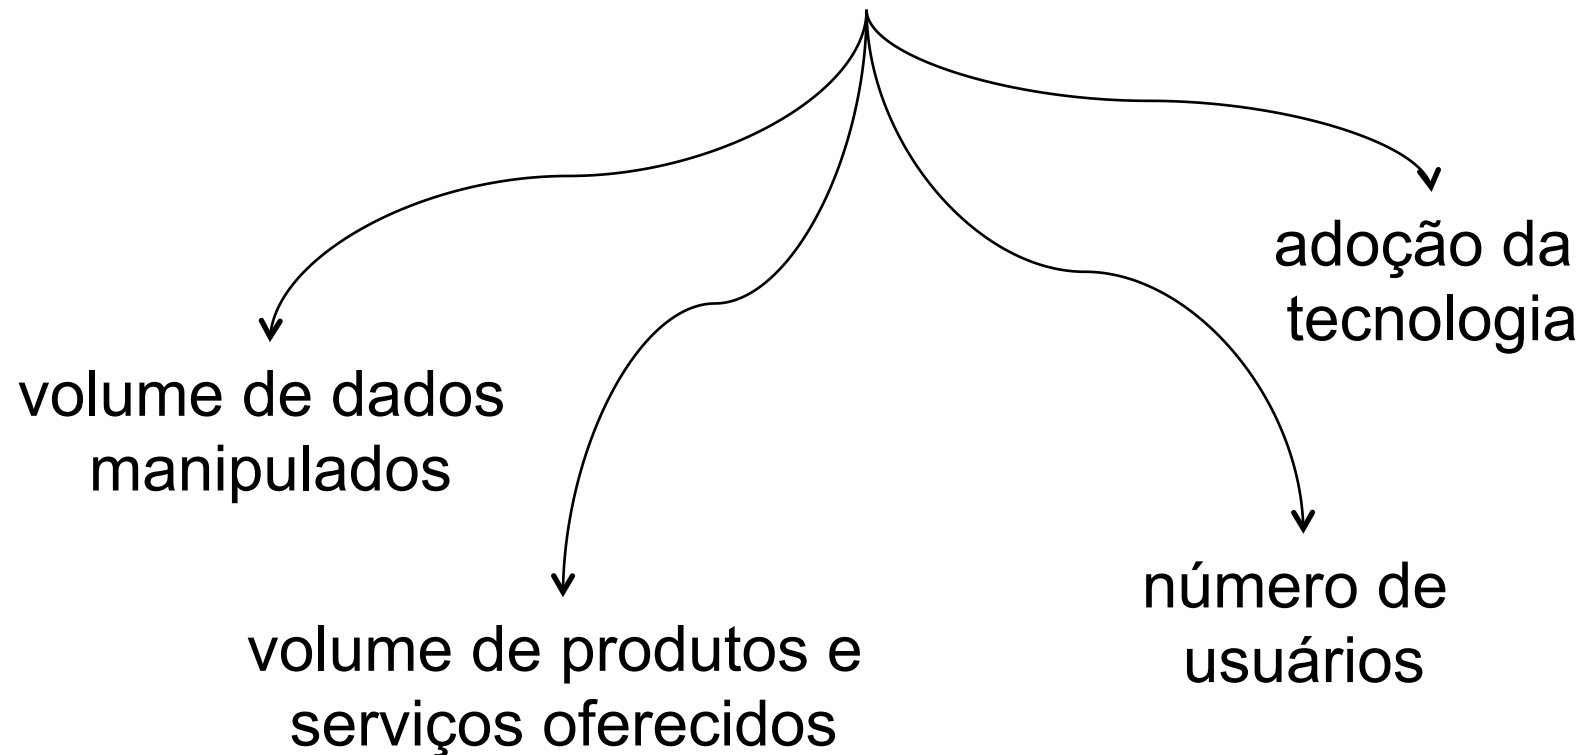 adoção da
tecnologia
volume de dados
manipulados
número de
usuários
volume de produtos e
serviços oferecidos